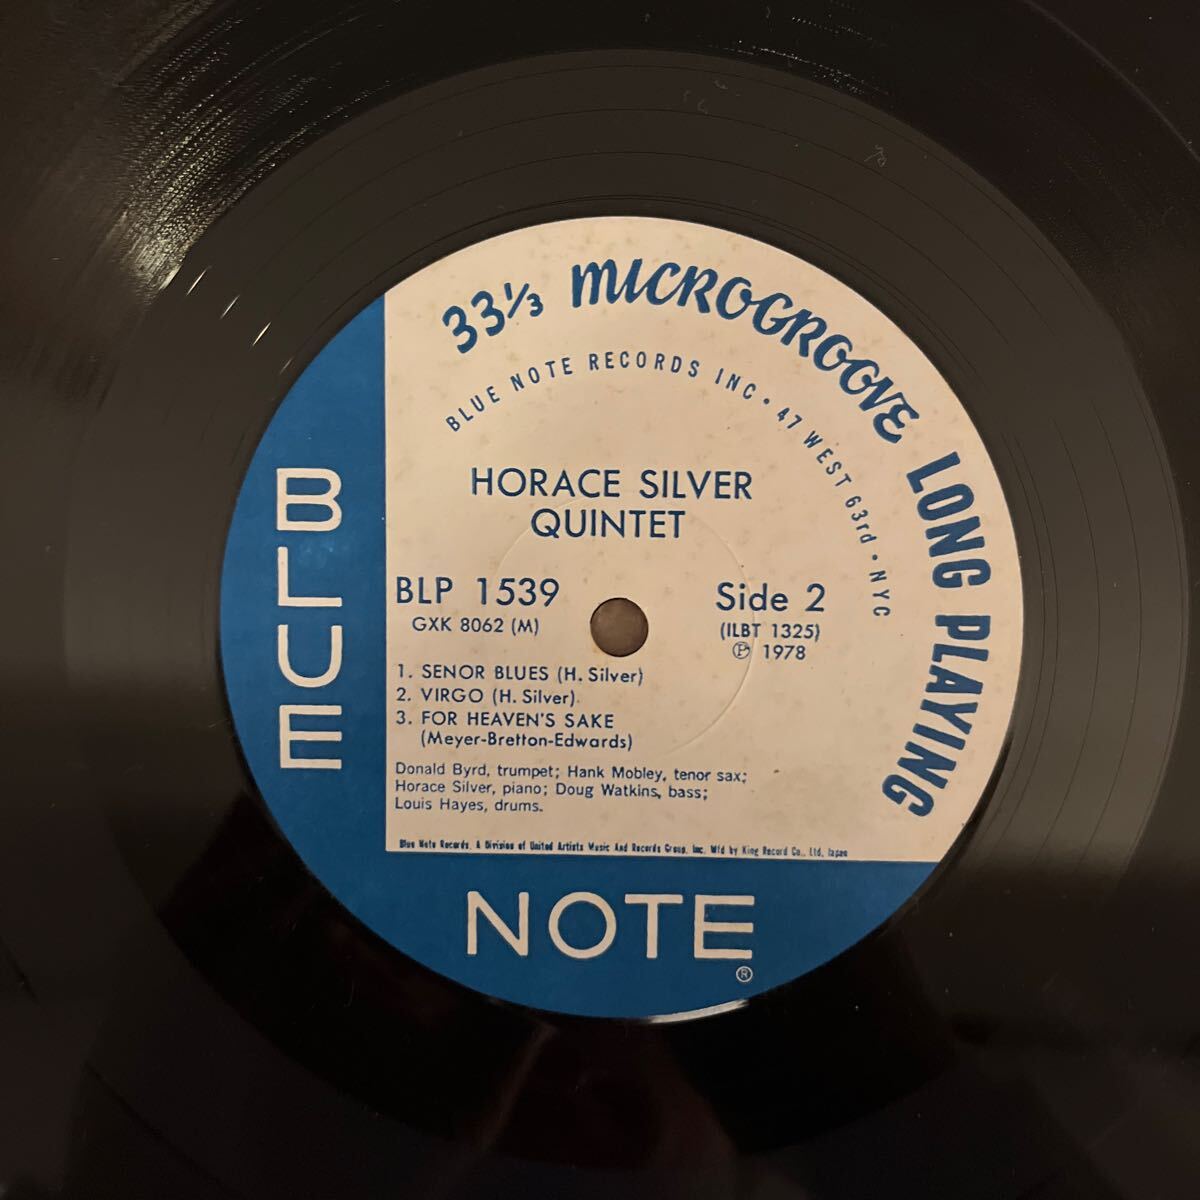 33⅓ MICROGROOVE LONG PLAYING
BLUE NOTE RECORDS INC • 47 WEST 63rd • NYC
HORACE SILVER
QUINTET
BLP 1539
GXK 8062 (M)
Side 2
(ILBT 1325)
Ⓟ 1978
1. SENOR BLUES (H. Silver)
2. VIRGO (H. Silver)
3. FOR HEAVEN'S SAKE
(Meyer-Bretton-Edwards)
Donald Byrd, trumpet; Hank Mobley, tenor sax;
Horace Silver, piano; Doug Watkins, bass;
Louis Hayes, drums.
Blue Note Records. A Division of United Artists Music And Records Group, Inc. Mfd by King Record Co., Ltd, Japan
BLUE
NOTE®